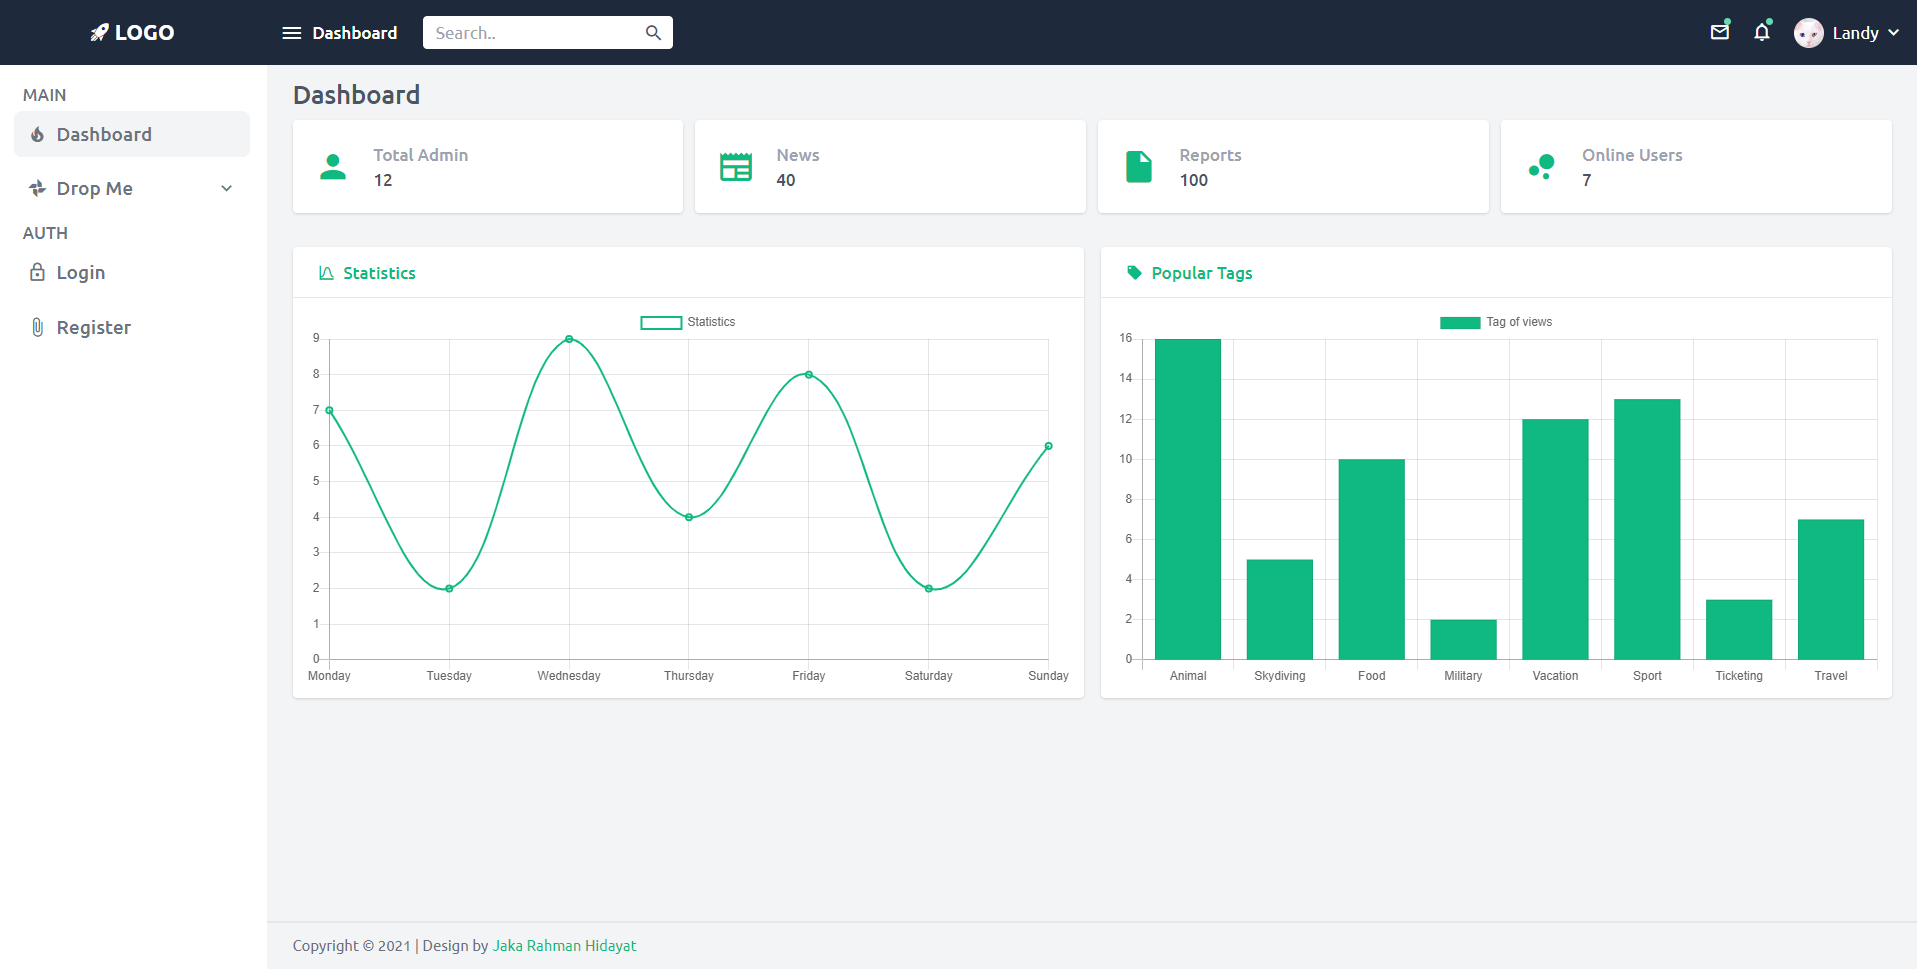 LOGO
Dashboard
Search..
Landy
MAIN
Dashboard
Drop Me
AUTH
Login
Register
Dashboard
Total Admin
12
News
40
Reports
100
Online Users
7
Statistics
Statistics
9
8
7
6
5
4
3
2
1
0
Monday Tuesday Wednesday Thursday Friday Saturday Sunday
Popular Tags
Tag of views
16
14
12
10
8
6
4
2
0
Animal Skydiving Food Military Vacation Sport Ticketing Travel
Copyright © 2021 | Design by Jaka Rahman Hidayat